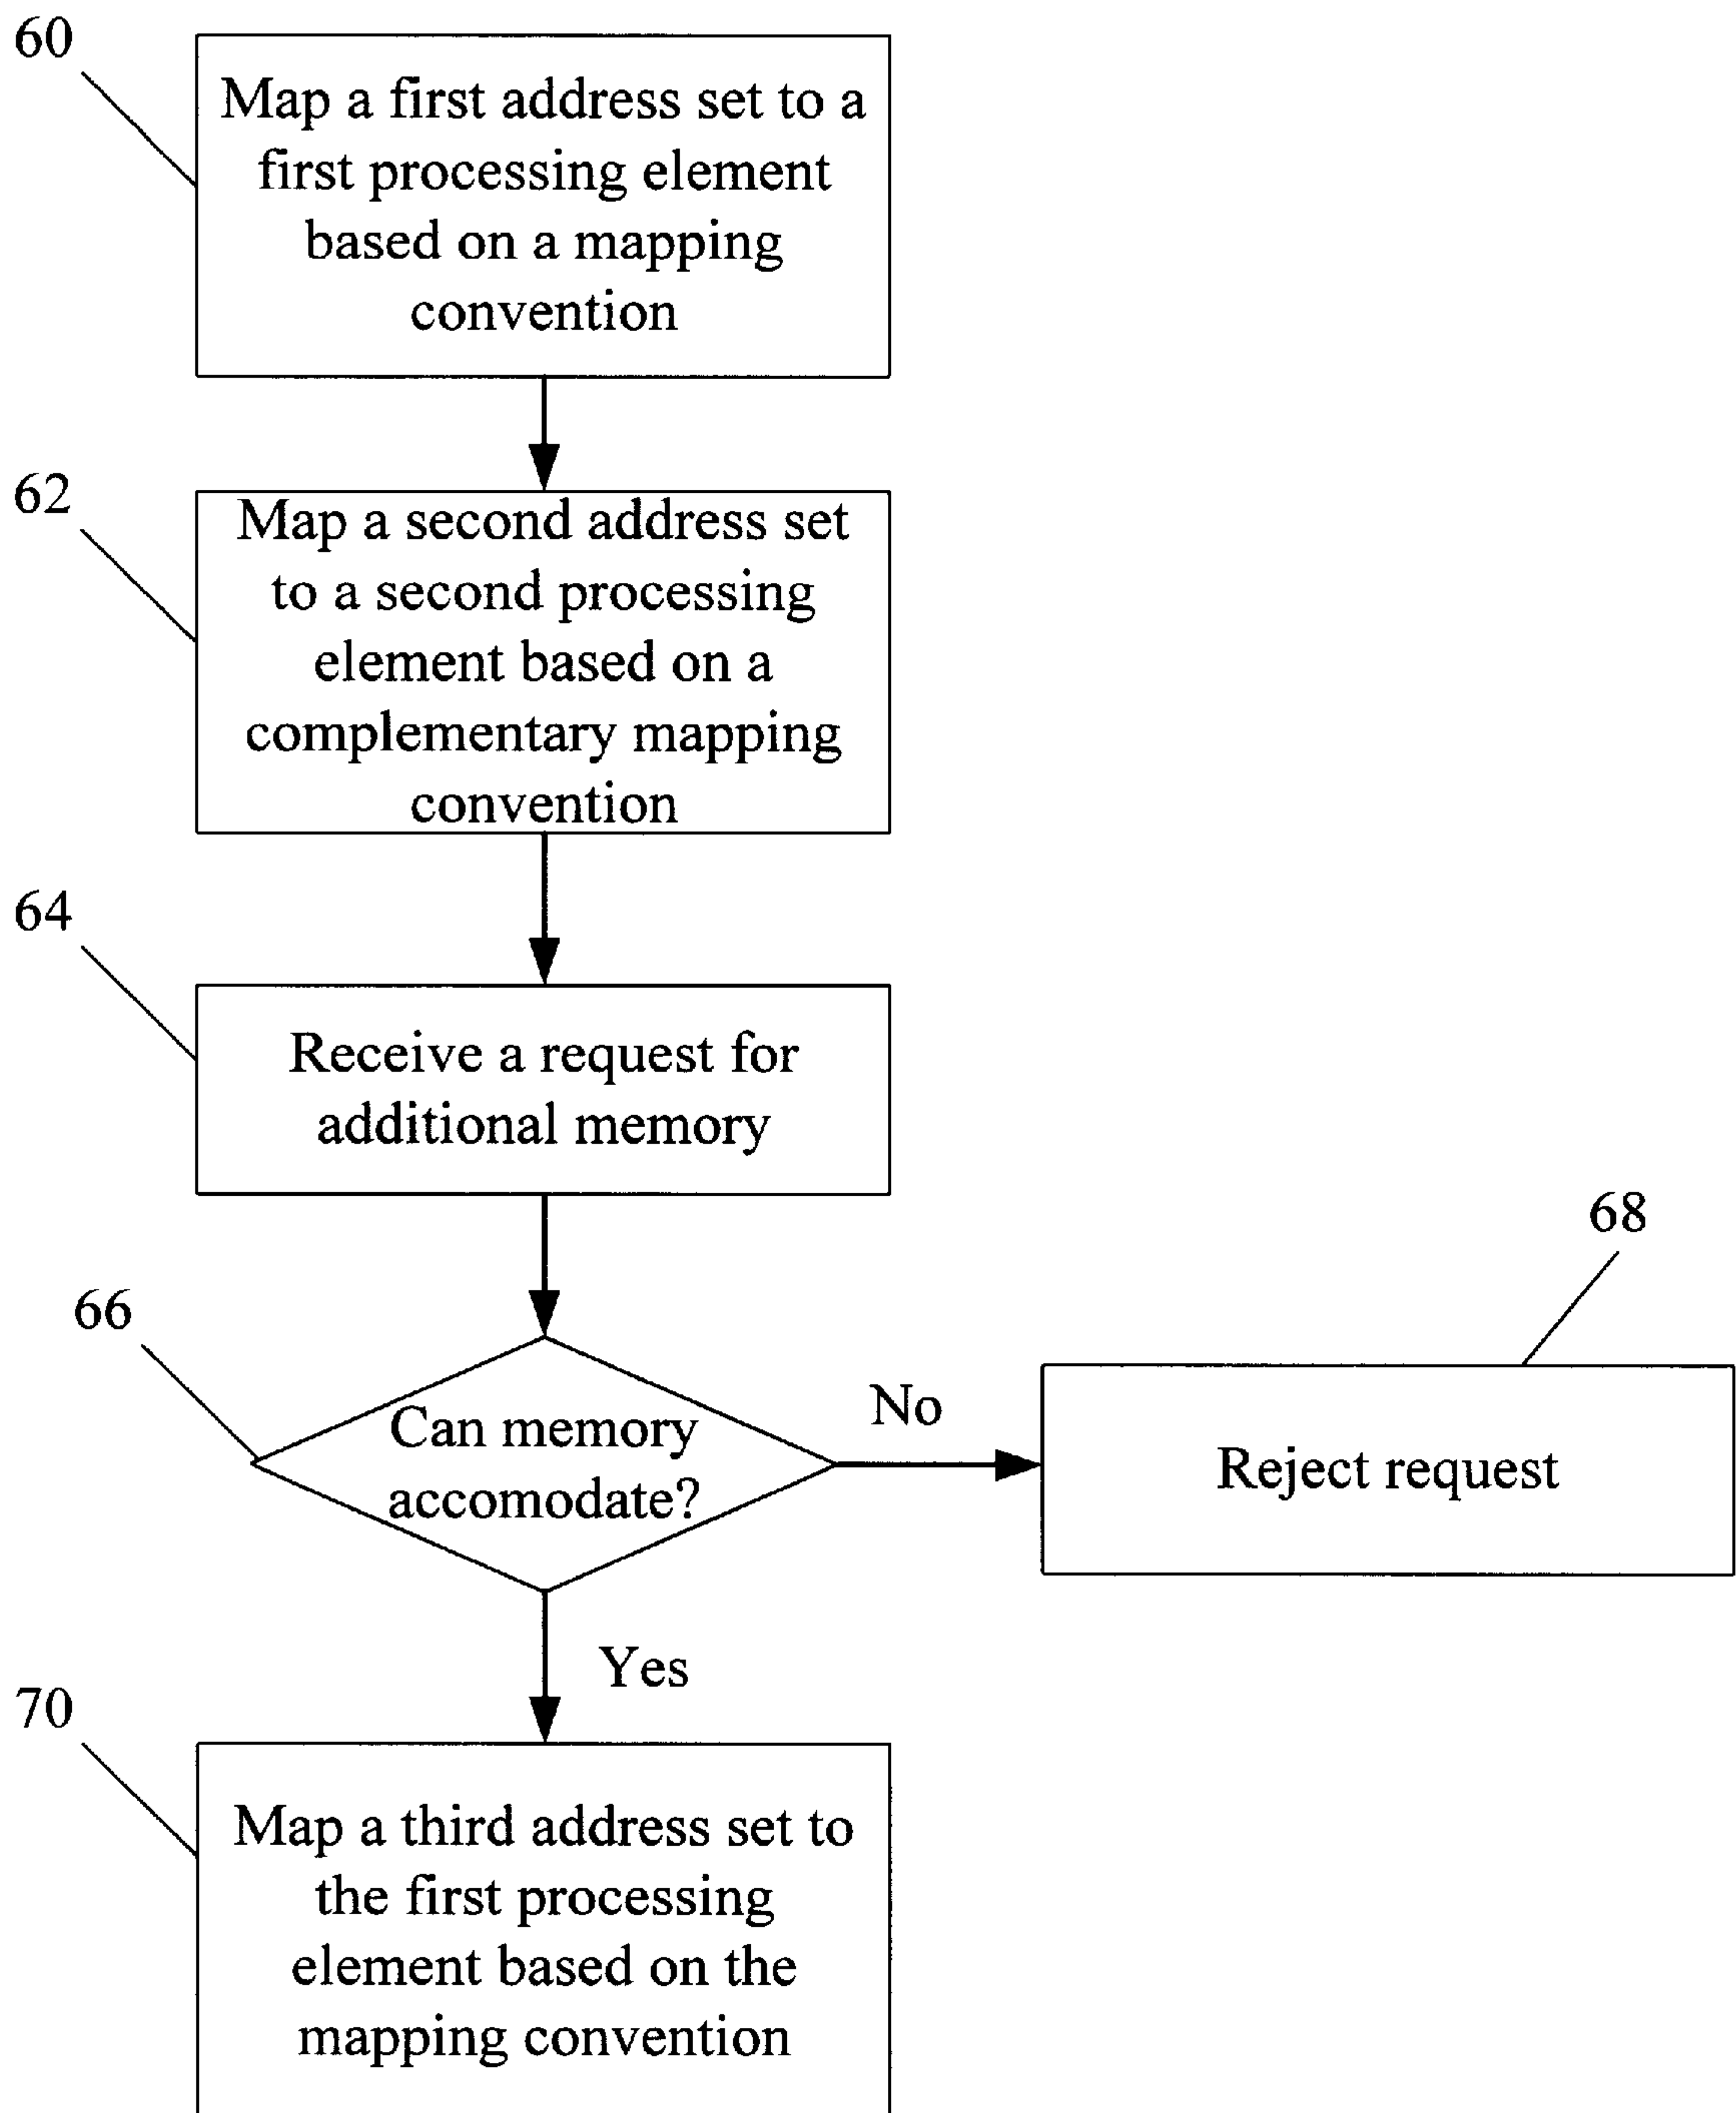 60
Map a first address set to a
first processing element
based on a mapping
convention
62
Map a second address set
to a second processing
element based on a
complementary mapping
convention
64
Receive a request for
additional memory
66
Can memory
accomodate?
No
68
Reject request
Yes
70
Map a third address set to
the first processing
element based on the
mapping convention